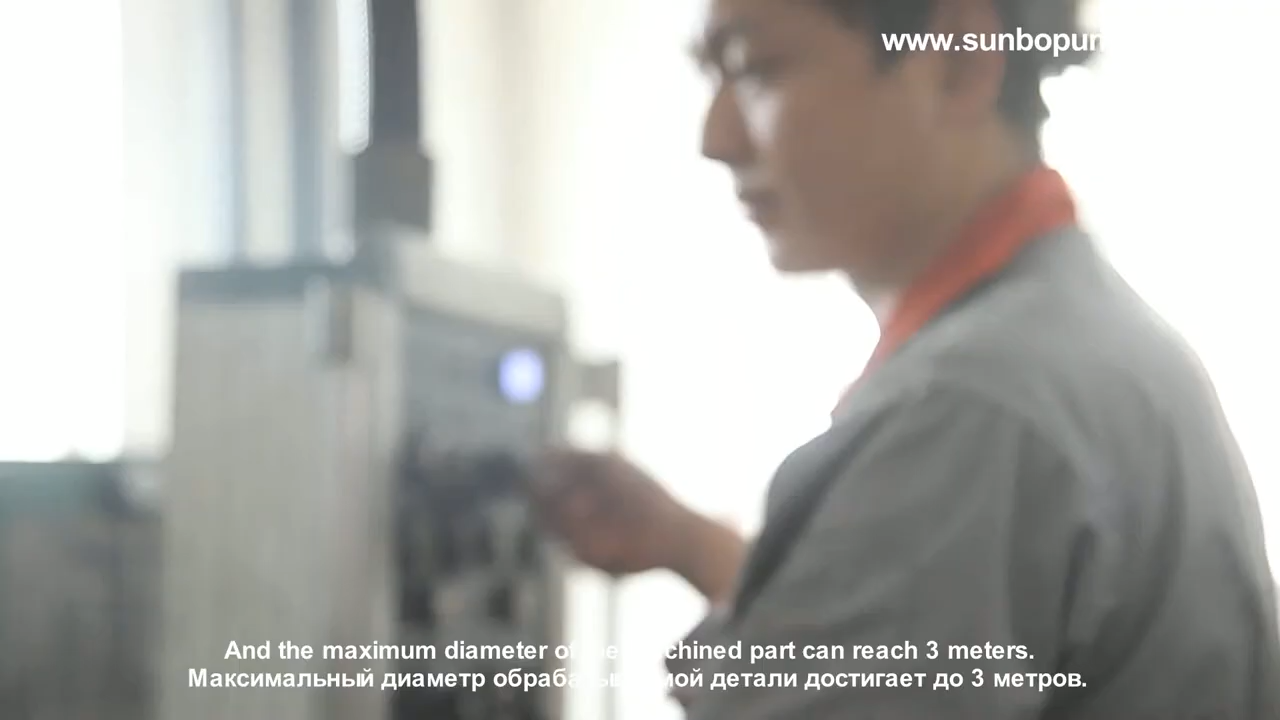 www.sunbopum
And the maximum diameter of the machined part can reach 3 meters.
Максимальный диаметр обрабатываемой детали достигает до 3 метров.